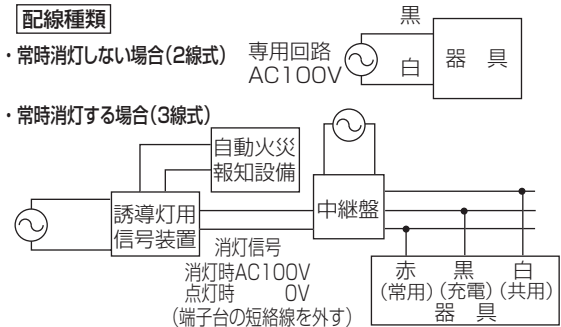 配線種類
・常時消灯しない場合(2線式)
専用回路
AC100V
黒
白
器　具
・常時消灯する場合(3線式)
自動火災
報知設備
誘導灯用
信号装置
中継盤
消灯信号
消灯時AC100V
点灯時　0V
(端子台の短絡線を外す)
赤　黒　白
(常用)(充電)(共用)
器　具